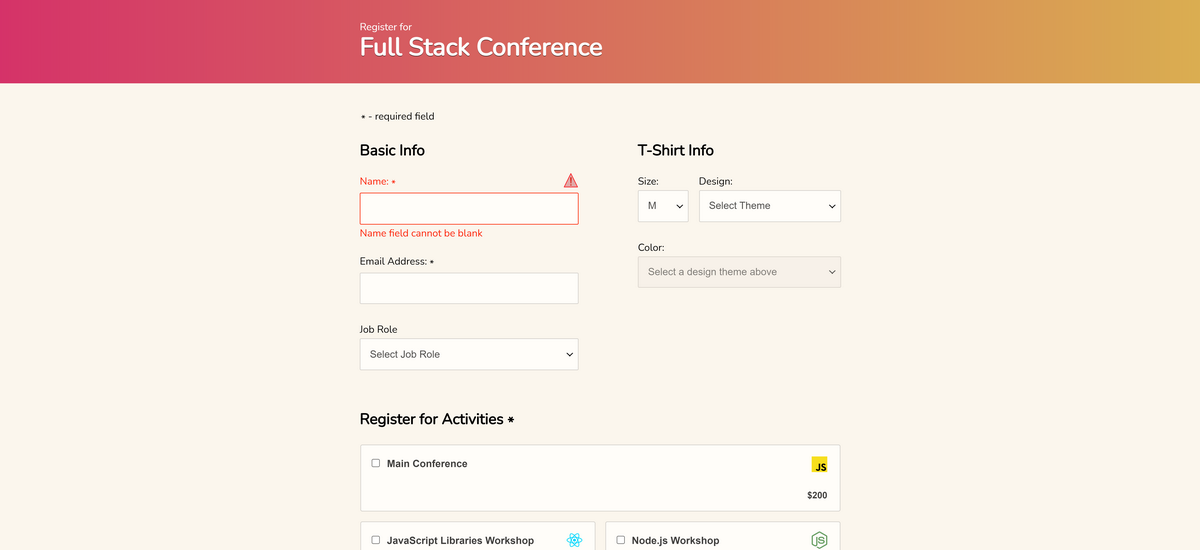 Register for
Full Stack Conference
* - required field
Basic Info
Name: *
Name field cannot be blank
Email Address: *
Job Role
Select Job Role
T-Shirt Info
Size:
Design:
M
Select Theme
Color:
Select a design theme above
Register for Activities *
Main Conference
JS
$200
JavaScript Libraries Workshop
Node.js Workshop
JS